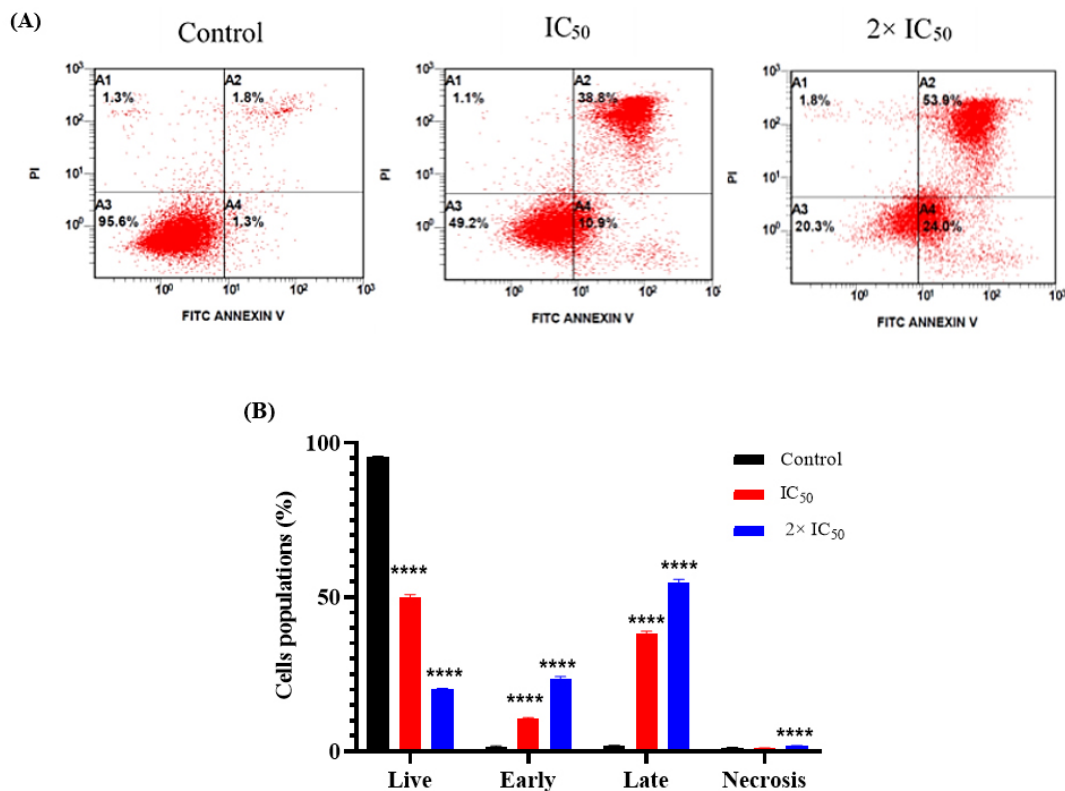 (A)
Control
IC₅₀
2× IC₅₀
10³
A1
1.3%
A2
1.8%
10²
PI
10¹
A3
95.6%
A4
1.3%
10⁰
10⁰ 10¹ 10² 10³
FITC ANNEXIN V
10³
A1
1.1%
A2
38.8%
10²
PI
10¹
A3
49.2%
A4
10.9%
10⁰
10⁰ 10¹ 10² 10
FITC ANNEXIN V
10³
A1
1.8%
A2
10²
PI
10¹
A3
20.3%
A4
24.0%
10⁰
10⁰ 10¹ 10² 10³
FITC ANNEXIN V
(B)
Cells populations (%)
100
50
0
Control
IC₅₀
2× IC₅₀
****
****
****
****
****
****
****
Live Early Late Necrosis